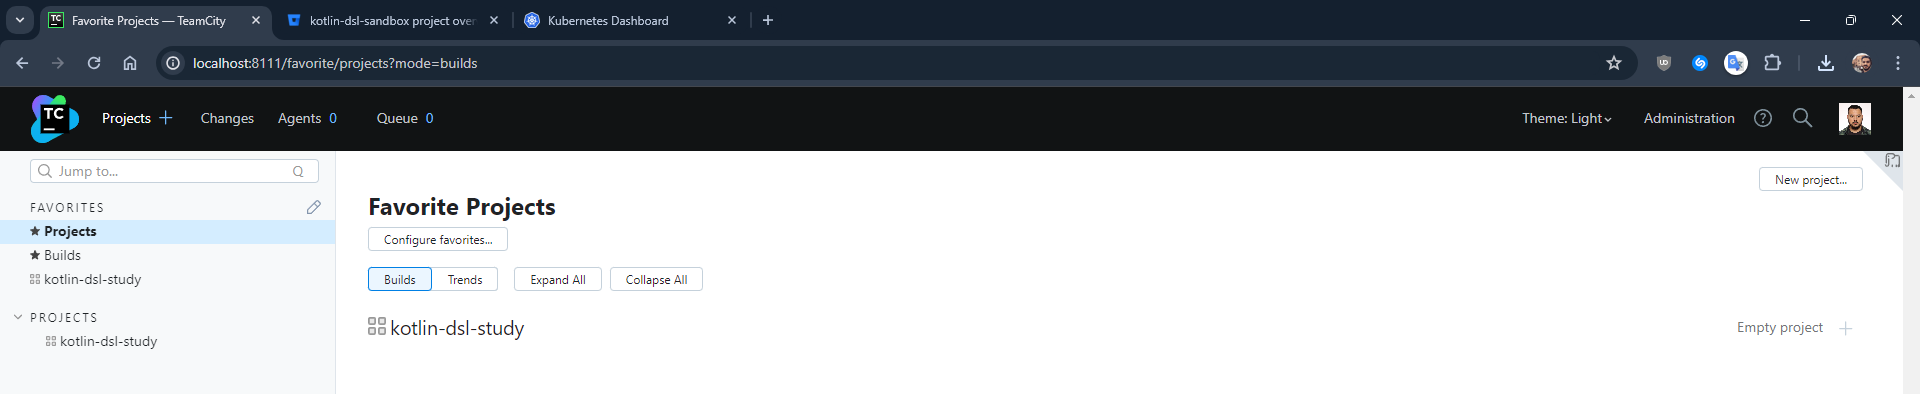 Favorite Projects — TeamCity
kotlin-dsl-sandbox project over
Kubernetes Dashboard
localhost:8111/favorite/projects?mode=builds
TC
Projects
Changes
Agents 0
Queue 0
Theme: Light
Administration
Jump to...
Q
New project...
FAVORITES
Projects
Builds
kotlin-dsl-study
PROJECTS
kotlin-dsl-study
Favorite Projects
Configure favorites...
Builds Trends Expand All Collapse All
kotlin-dsl-study
Empty project